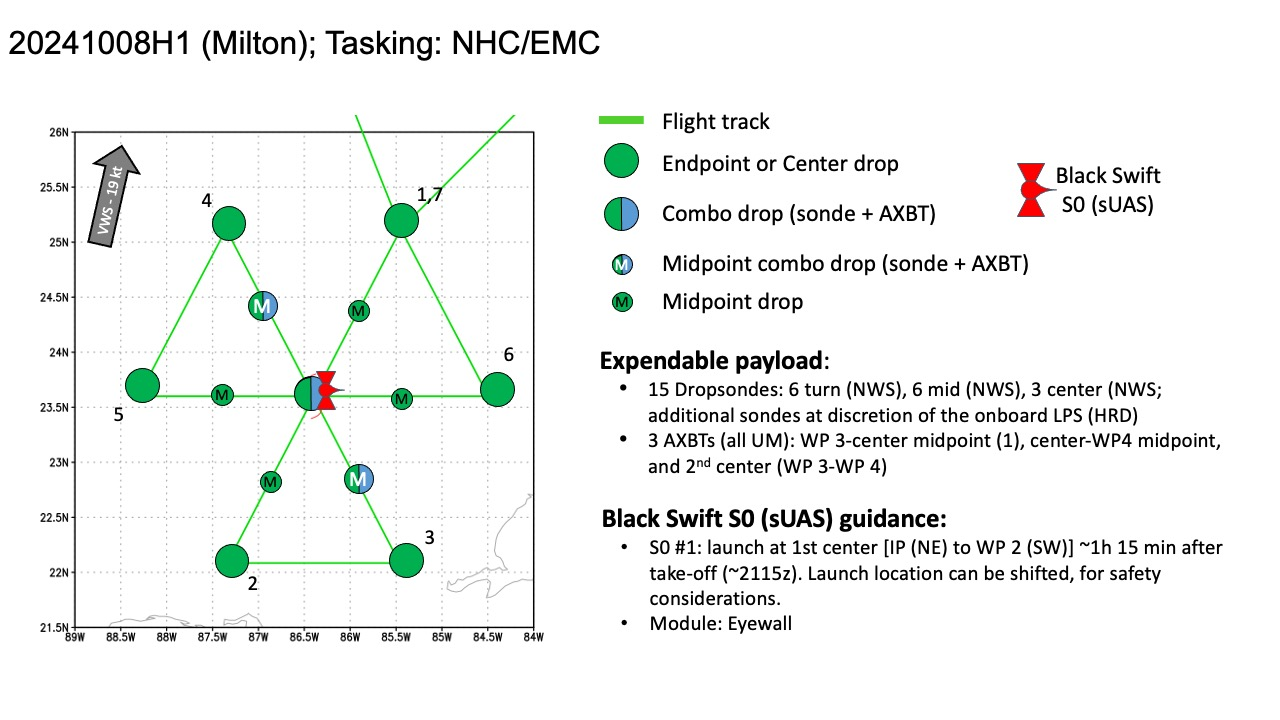 20241008H1 (Milton); Tasking: NHC/EMC
26N
25.5N
25N
24.5N
24N
23.5N
23N
22.5N
22N
21.5N
89W 88.5W 88W 87.5W 87W 86.5W 86W 85.5W 85W 84.5W 84W
VWS - 19 kt
4
1,7
M
M
6
5
M
M
M
M
3
2
Flight track
Endpoint or Center drop
Combo drop (sonde + AXBT)
M Midpoint combo drop (sonde + AXBT)
M Midpoint drop
Black Swift
S0 (sUAS)
Expendable payload:
• 15 Dropsondes: 6 turn (NWS), 6 mid (NWS), 3 center (NWS;
additional sondes at discretion of the onboard LPS (HRD)
• 3 AXBTs (all UM): WP 3-center midpoint (1), center-WP4 midpoint,
and 2nd center (WP 3-WP 4)
Black Swift S0 (sUAS) guidance:
• S0 #1: launch at 1st center [IP (NE) to WP 2 (SW)] ~1h 15 min after
take-off (~2115z). Launch location can be shifted, for safety
considerations.
• Module: Eyewall